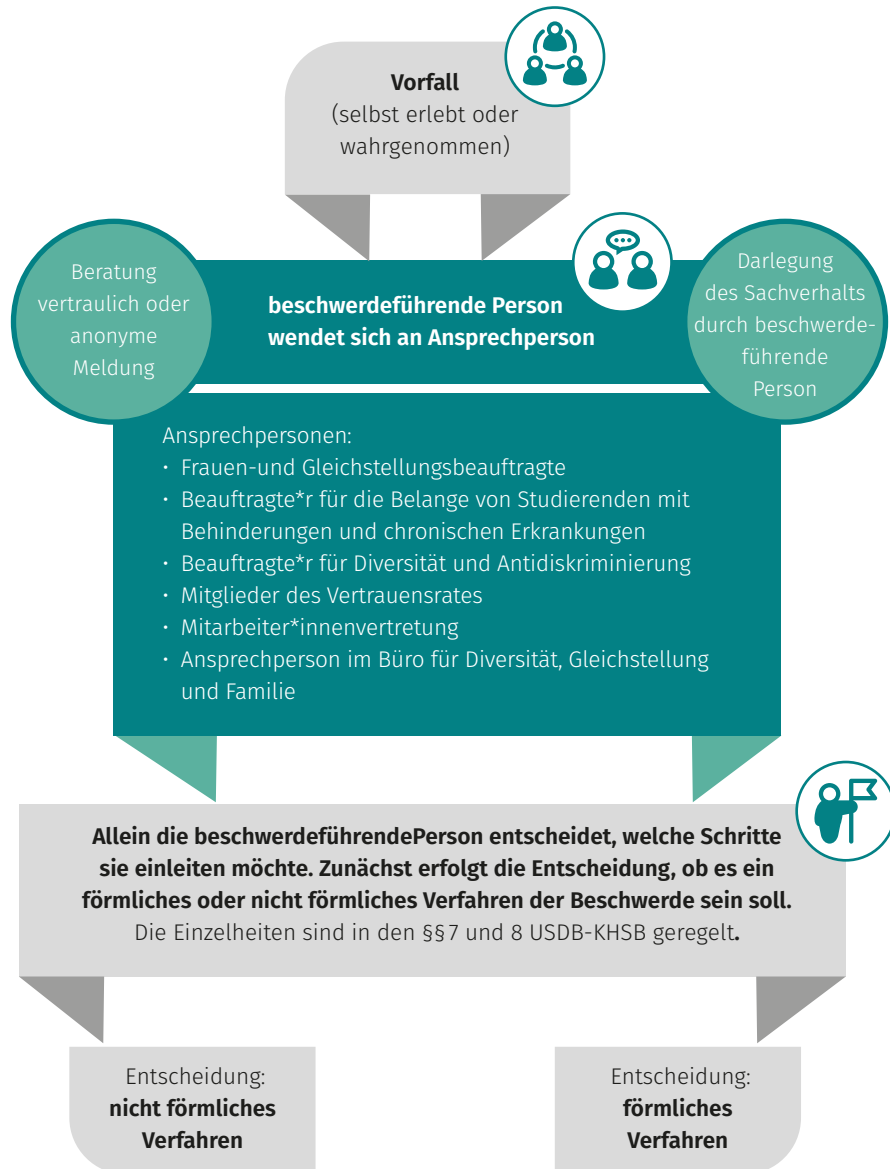 Vorfall
(selbst erlebt oder
wahrgenommen)
Beratung
vertraulich oder
anonyme
Meldung
beschwerdeführende Person
wendet sich an Ansprechperson
Darlegung
des Sachverhalts
durch beschwerde-
führende
Person
Ansprechpersonen:
• Frauen-und Gleichstellungsbeauftragte
• Beauftragte*r für die Belange von Studierenden mit
Behinderungen und chronischen Erkrankungen
• Beauftragte*r für Diversität und Antidiskriminierung
• Mitglieder des Vertrauensrates
• Mitarbeiter*innenvertretung
• Ansprechperson im Büro für Diversität, Gleichstellung
und Familie
Allein die beschwerdeführendePerson entscheidet, welche Schritte
sie einleiten möchte. Zunächst erfolgt die Entscheidung, ob es ein
förmliches oder nicht förmliches Verfahren der Beschwerde sein soll.
Die Einzelheiten sind in den §§ 7 und 8 USDB-KHSB geregelt.
Entscheidung:
nicht förmliches
Verfahren
Entscheidung:
förmliches
Verfahren